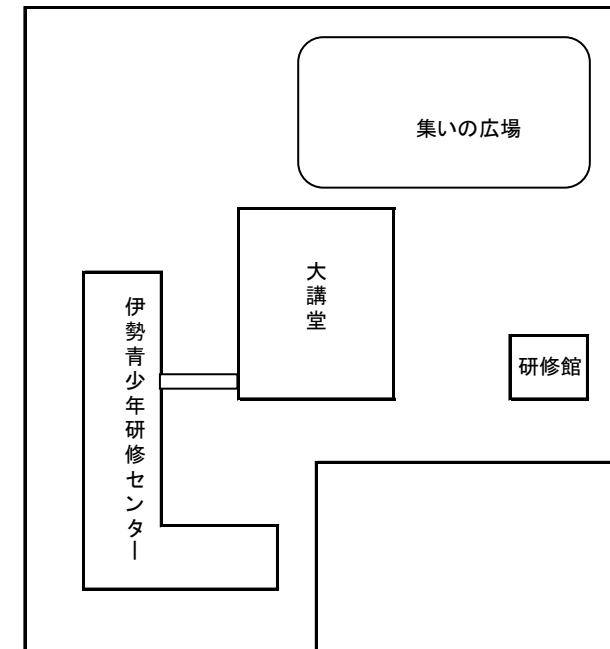 集いの広場
大講堂
伊勢青少年研修センター
研修館